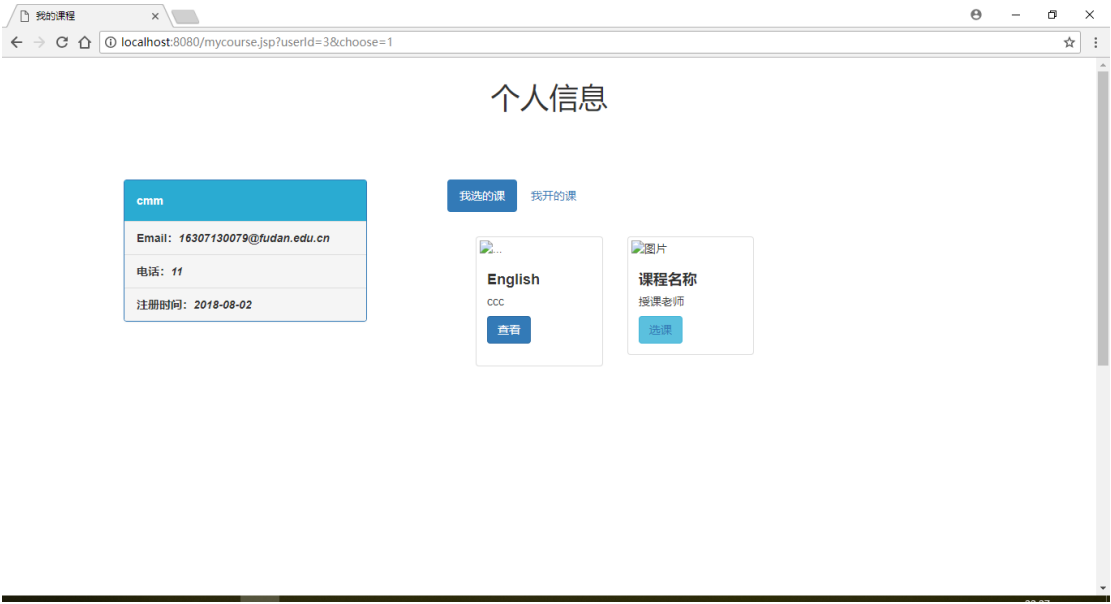 我的课程
localhost:8080/mycourse.jsp?userId=3&choose=1
个人信息
cmm
Email：16307130079@fudan.edu.cn
电话：11
注册时间：2018-08-02
我选的课 我开的课
...
English
ccc
查看
图片
课程名称
授课老师
选课